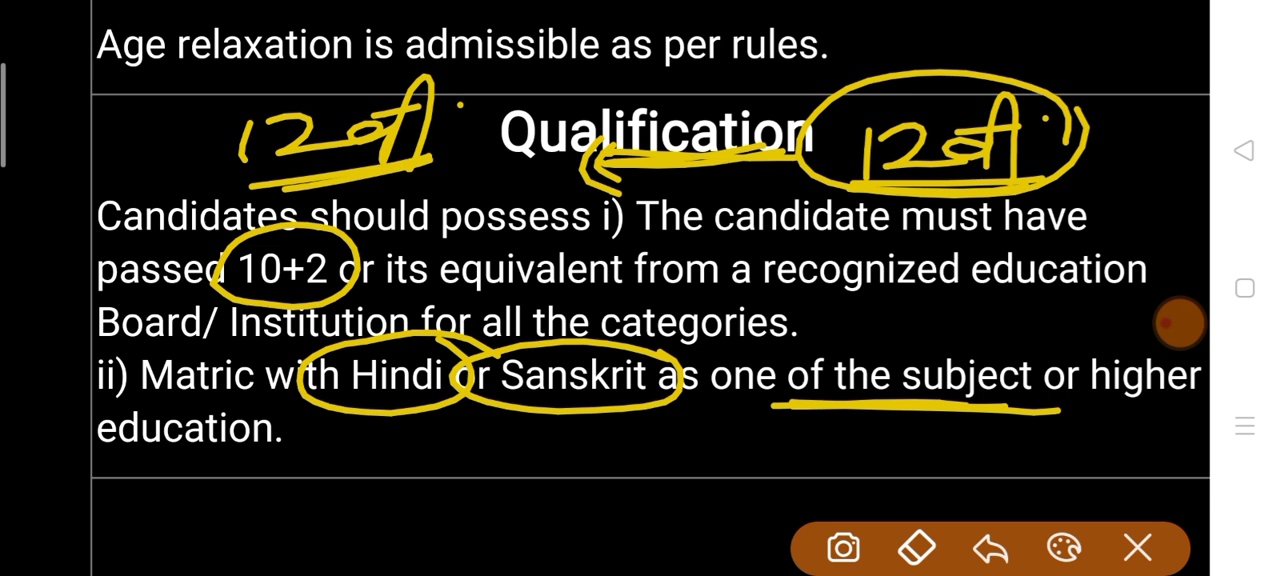 Age relaxation is admissible as per rules.
12वीं Qualification 12वीं
Candidates should possess i) The candidate must have
passed 10+2 or its equivalent from a recognized education
Board/ Institution for all the categories.
ii) Matric with Hindi or Sanskrit as one of the subject or higher
education.